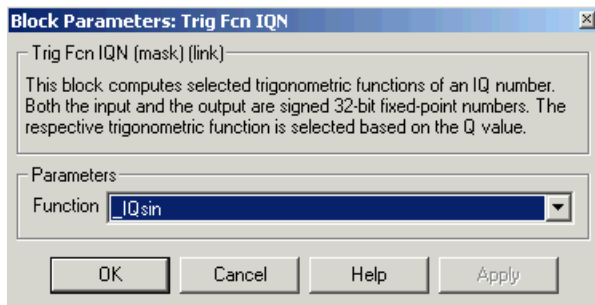 Block Parameters: Trig Fcn IQN
Trig Fcn IQN (mask) (link)
This block computes selected trigonometric functions of an IQ number.
Both the input and the output are signed 32-bit fixed-point numbers. The
respective trigonometric function is selected based on the Q value.
Parameters
Function _IQsin
OK Cancel Help Apply